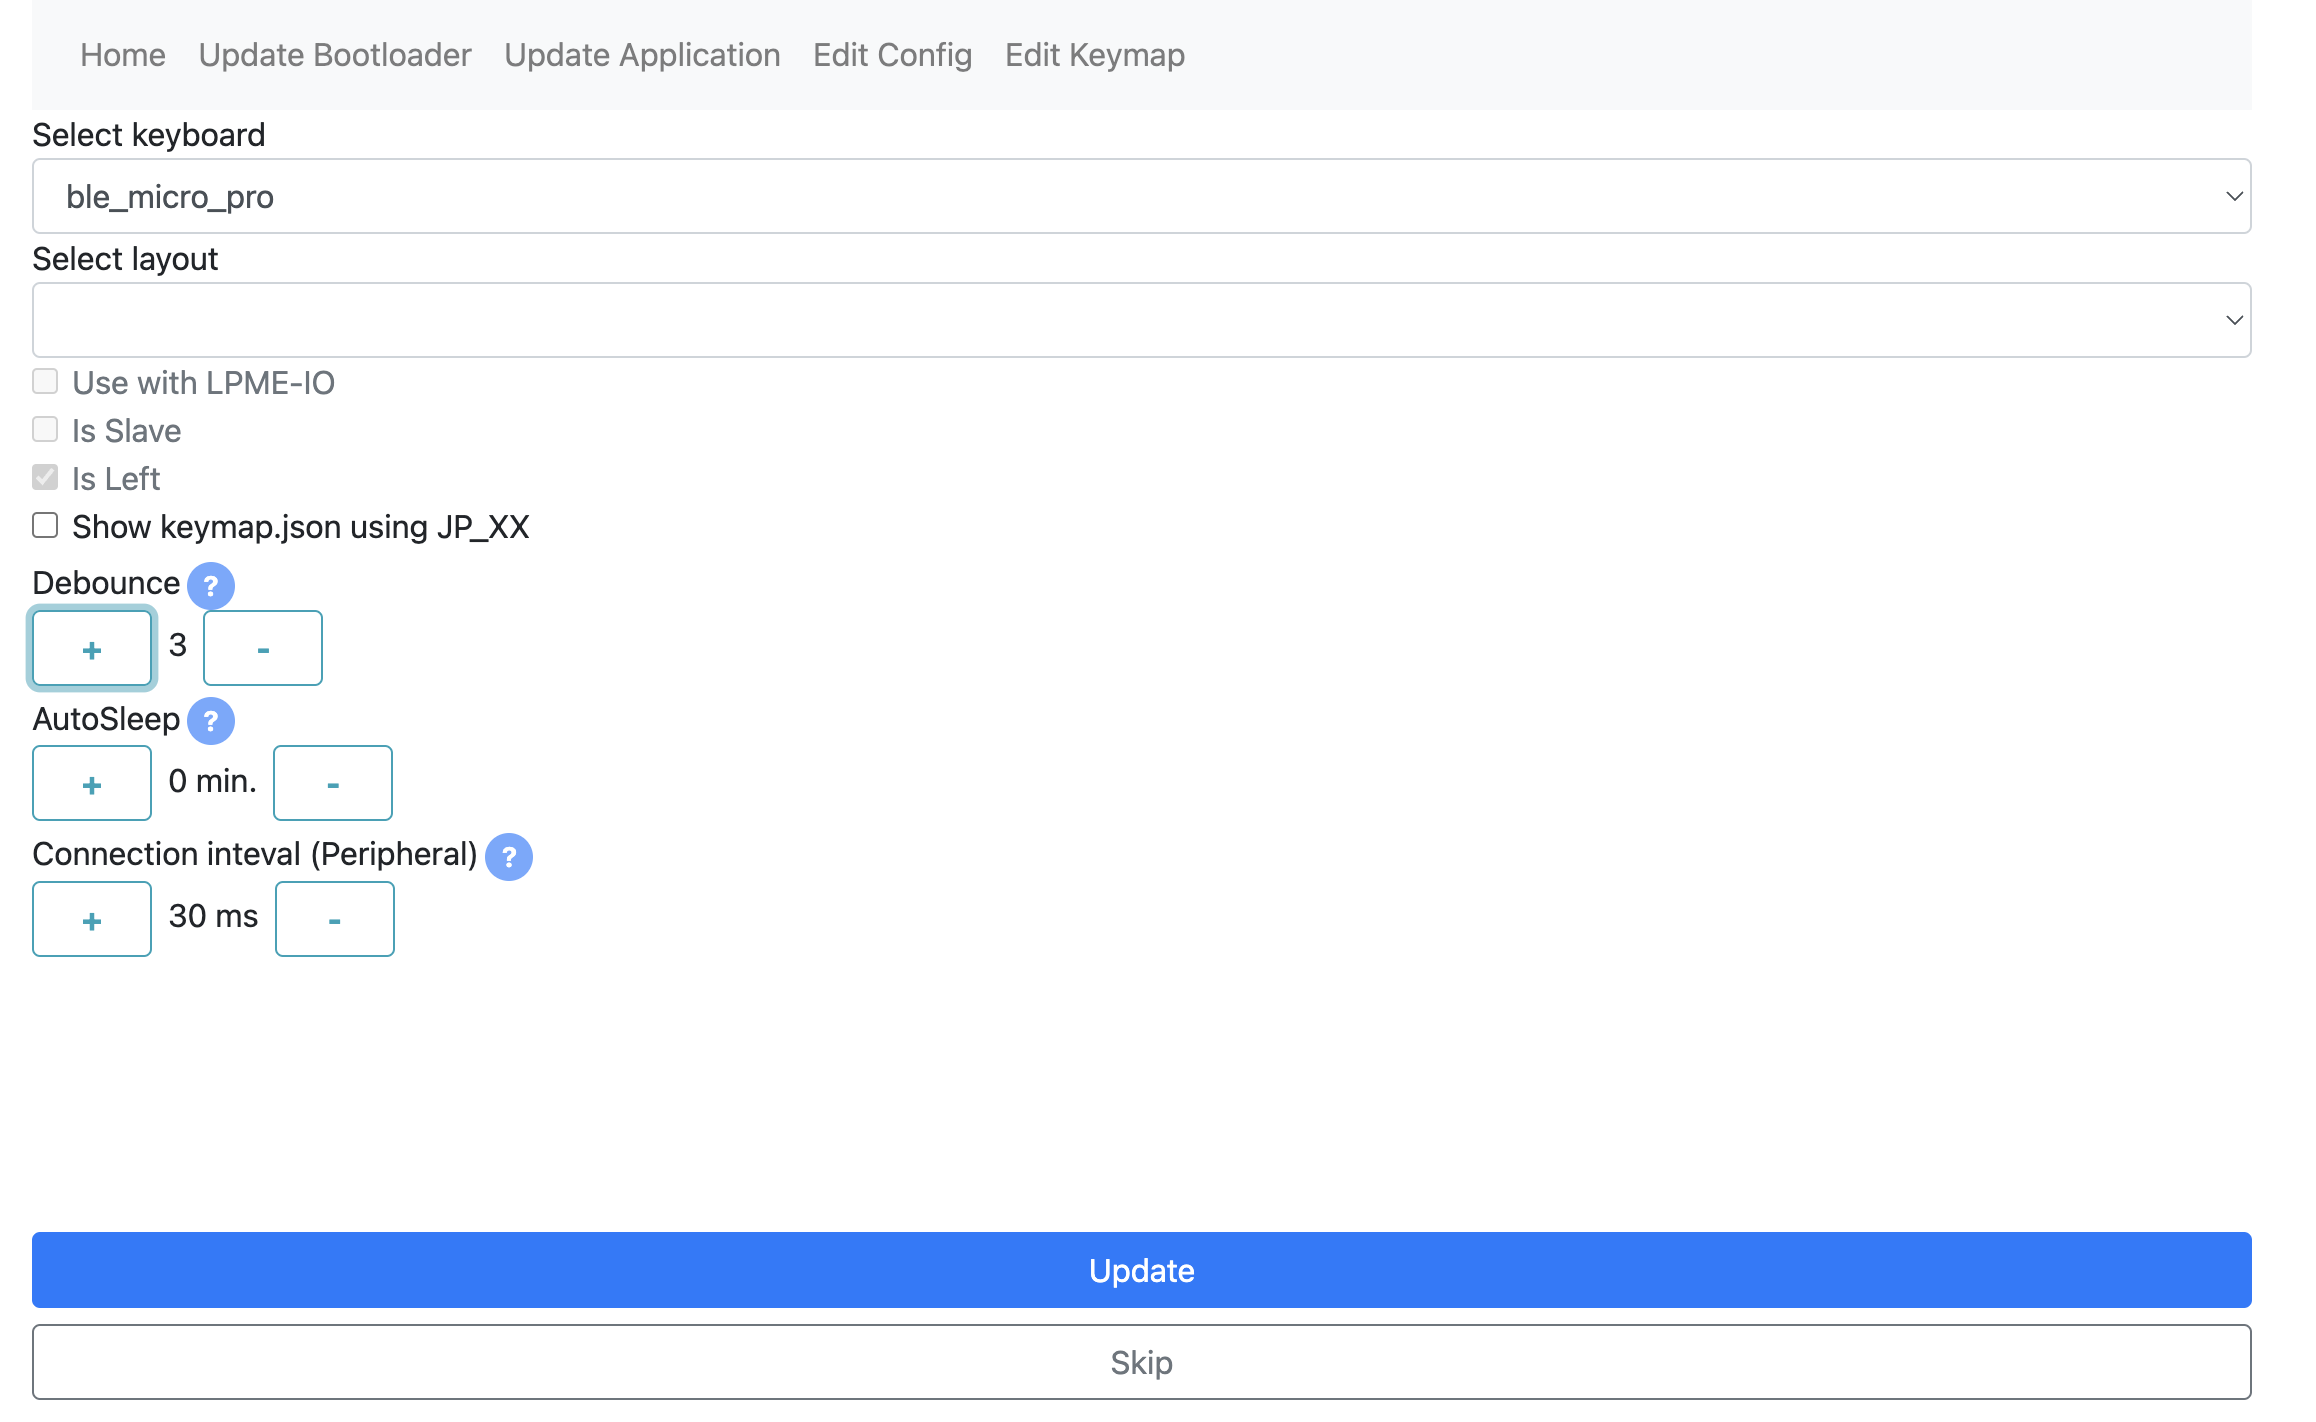 Home Update Bootloader Update Application Edit Config Edit Keymap
Select keyboard
ble_micro_pro
Select layout
Use with LPME-IO
Is Slave
Is Left
Show keymap.json using JP_XX
Debounce ?
+ 3 -
AutoSleep ?
+ 0 min. -
Connection inteval (Peripheral) ?
+ 30 ms -
Update
Skip